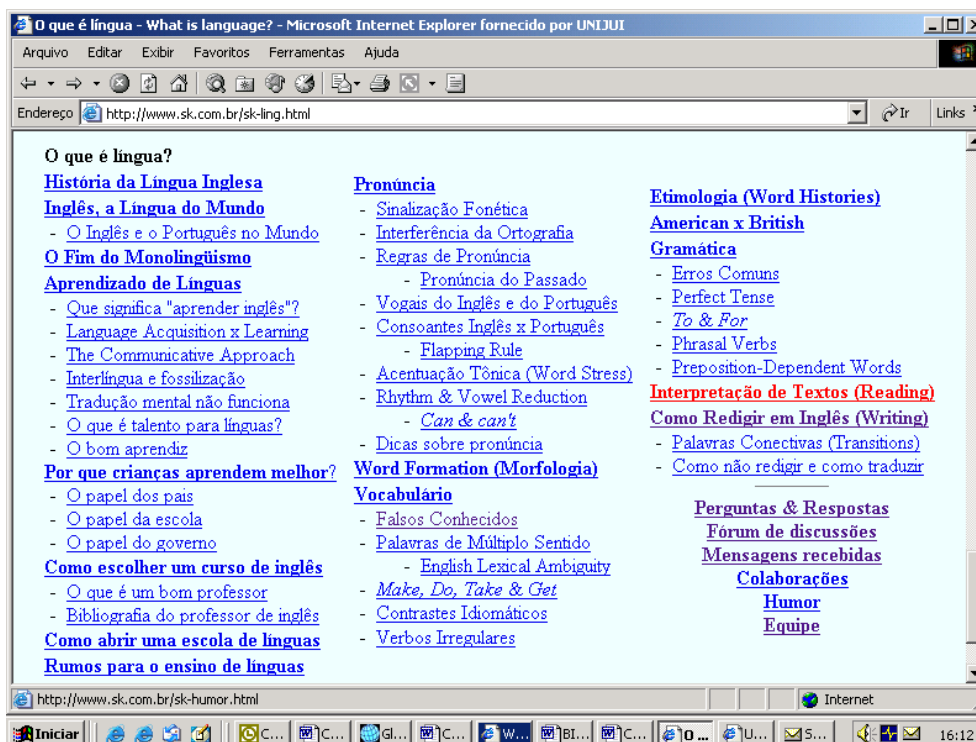 O que é língua - What is language? - Microsoft Internet Explorer fornecido por UNIJUI
Arquivo Editar Exibir Favoritos Ferramentas Ajuda
Endereço http://www.sk.com.br/sk-ling.html Ir Links
O que é língua?
História da Língua Inglesa
Inglês, a Língua do Mundo
- O Inglês e o Português no Mundo
O Fim do Monolingüismo
Aprendizado de Línguas
- Que significa "aprender inglês"?
- Language Acquisition x Learning
- The Communicative Approach
- Interlíngua e fossilização
- Tradução mental não funciona
- O que é talento para línguas?
- O bom aprendiz
Por que crianças aprendem melhor?
- O papel dos pais
- O papel da escola
- O papel do governo
Como escolher um curso de inglês
- O que é um bom professor
- Bibliografia do professor de inglês
Como abrir uma escola de línguas
Rumos para o ensino de línguas
Pronúncia
- Sinalização Fonética
- Interferência da Ortografia
- Regras de Pronúncia
- Pronúncia do Passado
- Vogais do Inglês e do Português
- Consoantes Inglês x Português
- Flapping Rule
- Acentuação Tônica (Word Stress)
- Rhythm & Vowel Reduction
- Can & can't
- Dicas sobre pronúncia
Word Formation (Morfologia)
Vocabulário
- Falsos Conhecidos
- Palavras de Múltiplo Sentido
- English Lexical Ambiguity
- Make, Do, Take & Get
- Contrastes Idiomáticos
- Verbos Irregulares
Etimologia (Word Histories)
American x British
Gramática
- Erros Comuns
- Perfect Tense
- To & For
- Phrasal Verbs
- Preposition-Dependent Words
Interpretação de Textos (Reading)
Como Redigir em Inglês (Writing)
- Palavras Conectivas (Transitions)
- Como não redigir e como traduzir
Perguntas & Respostas
Fórum de discussões
Mensagens recebidas
Colaborações
Humor
Equipe
http://www.sk.com.br/sk-humor.html Internet
Iniciar C... C... Gl... C... W... BI... C... O ... U... S... 16:12